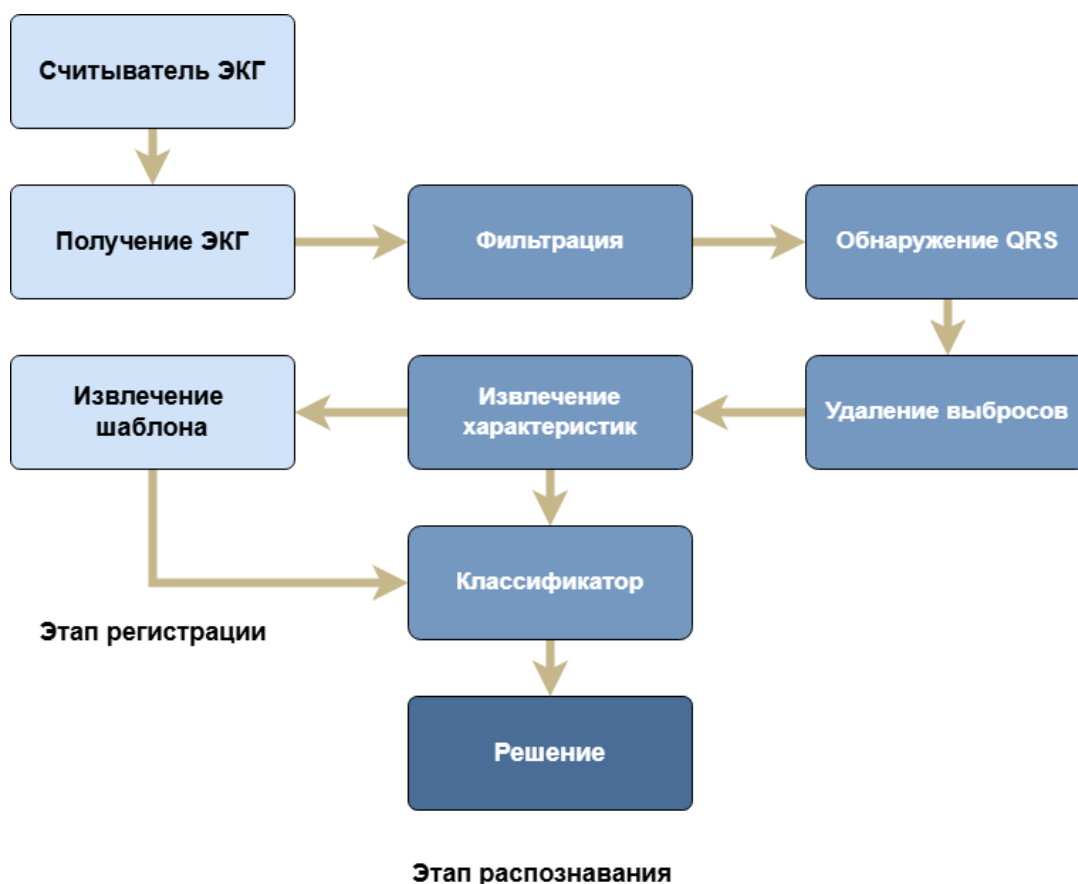 Считыватель ЭКГ
Получение ЭКГ
Фильтрация
Обнаружение QRS
Извлечение
шаблона
Извлечение
характеристик
Удаление выбросов
Классификатор
Этап регистрации
Решение
Этап распознавания